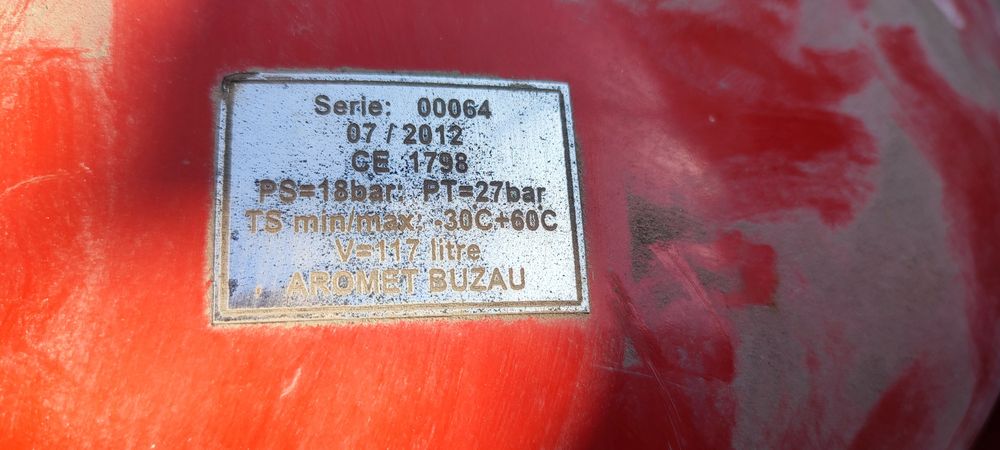 Serie: 00064
07 / 2012
CE 1798
PS=18bar: PT=27bar
TS min/max: -30C+60C
V=117 litre
AROMET BUZAU